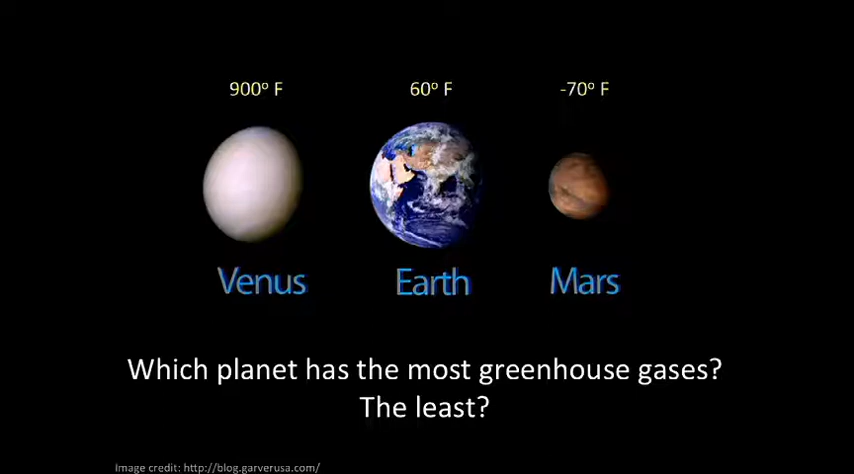 900º F 60º F -70º F
Venus Earth Mars
Which planet has the most greenhouse gases?
The least?
Image credit: http://blog.garverusa.com/